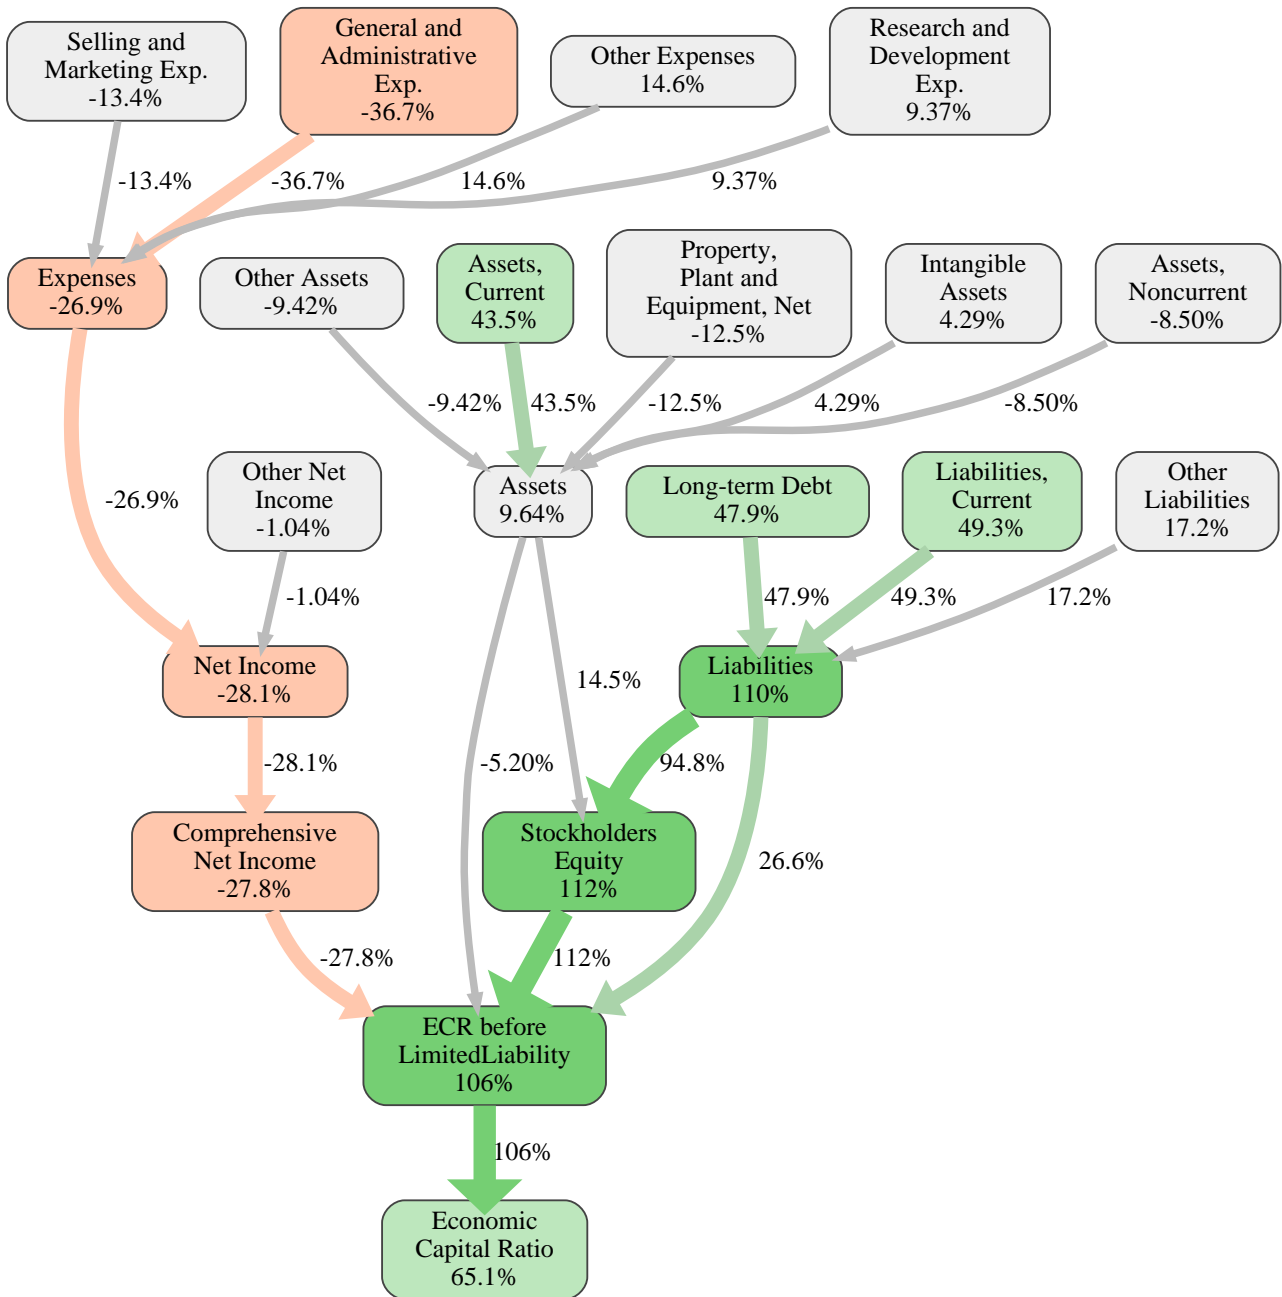 Selling and
Marketing Exp.
-13.4%
General and
Administrative
Exp.
-36.7%
Other Expenses
14.6%
Research and
Development
Exp.
9.37%
-13.4%
-36.7%
14.6%
9.37%
Expenses
-26.9%
Other Assets
-9.42%
Assets,
Current
43.5%
Property,
Plant and
Equipment, Net
-12.5%
Intangible
Assets
4.29%
Assets,
Noncurrent
-8.50%
-9.42%
43.5%
-12.5%
4.29%
-8.50%
-26.9%
Other Net
Income
-1.04%
Assets
9.64%
Long-term Debt
47.9%
Liabilities,
Current
49.3%
Other
Liabilities
17.2%
-1.04%
47.9%
49.3%
17.2%
Net Income
-28.1%
14.5%
Liabilities
110%
-28.1%
-5.20%
94.8%
Comprehensive
Net Income
-27.8%
Stockholders
Equity
112%
26.6%
-27.8%
112%
ECR before
LimitedLiability
106%
106%
Economic
Capital Ratio
65.1%